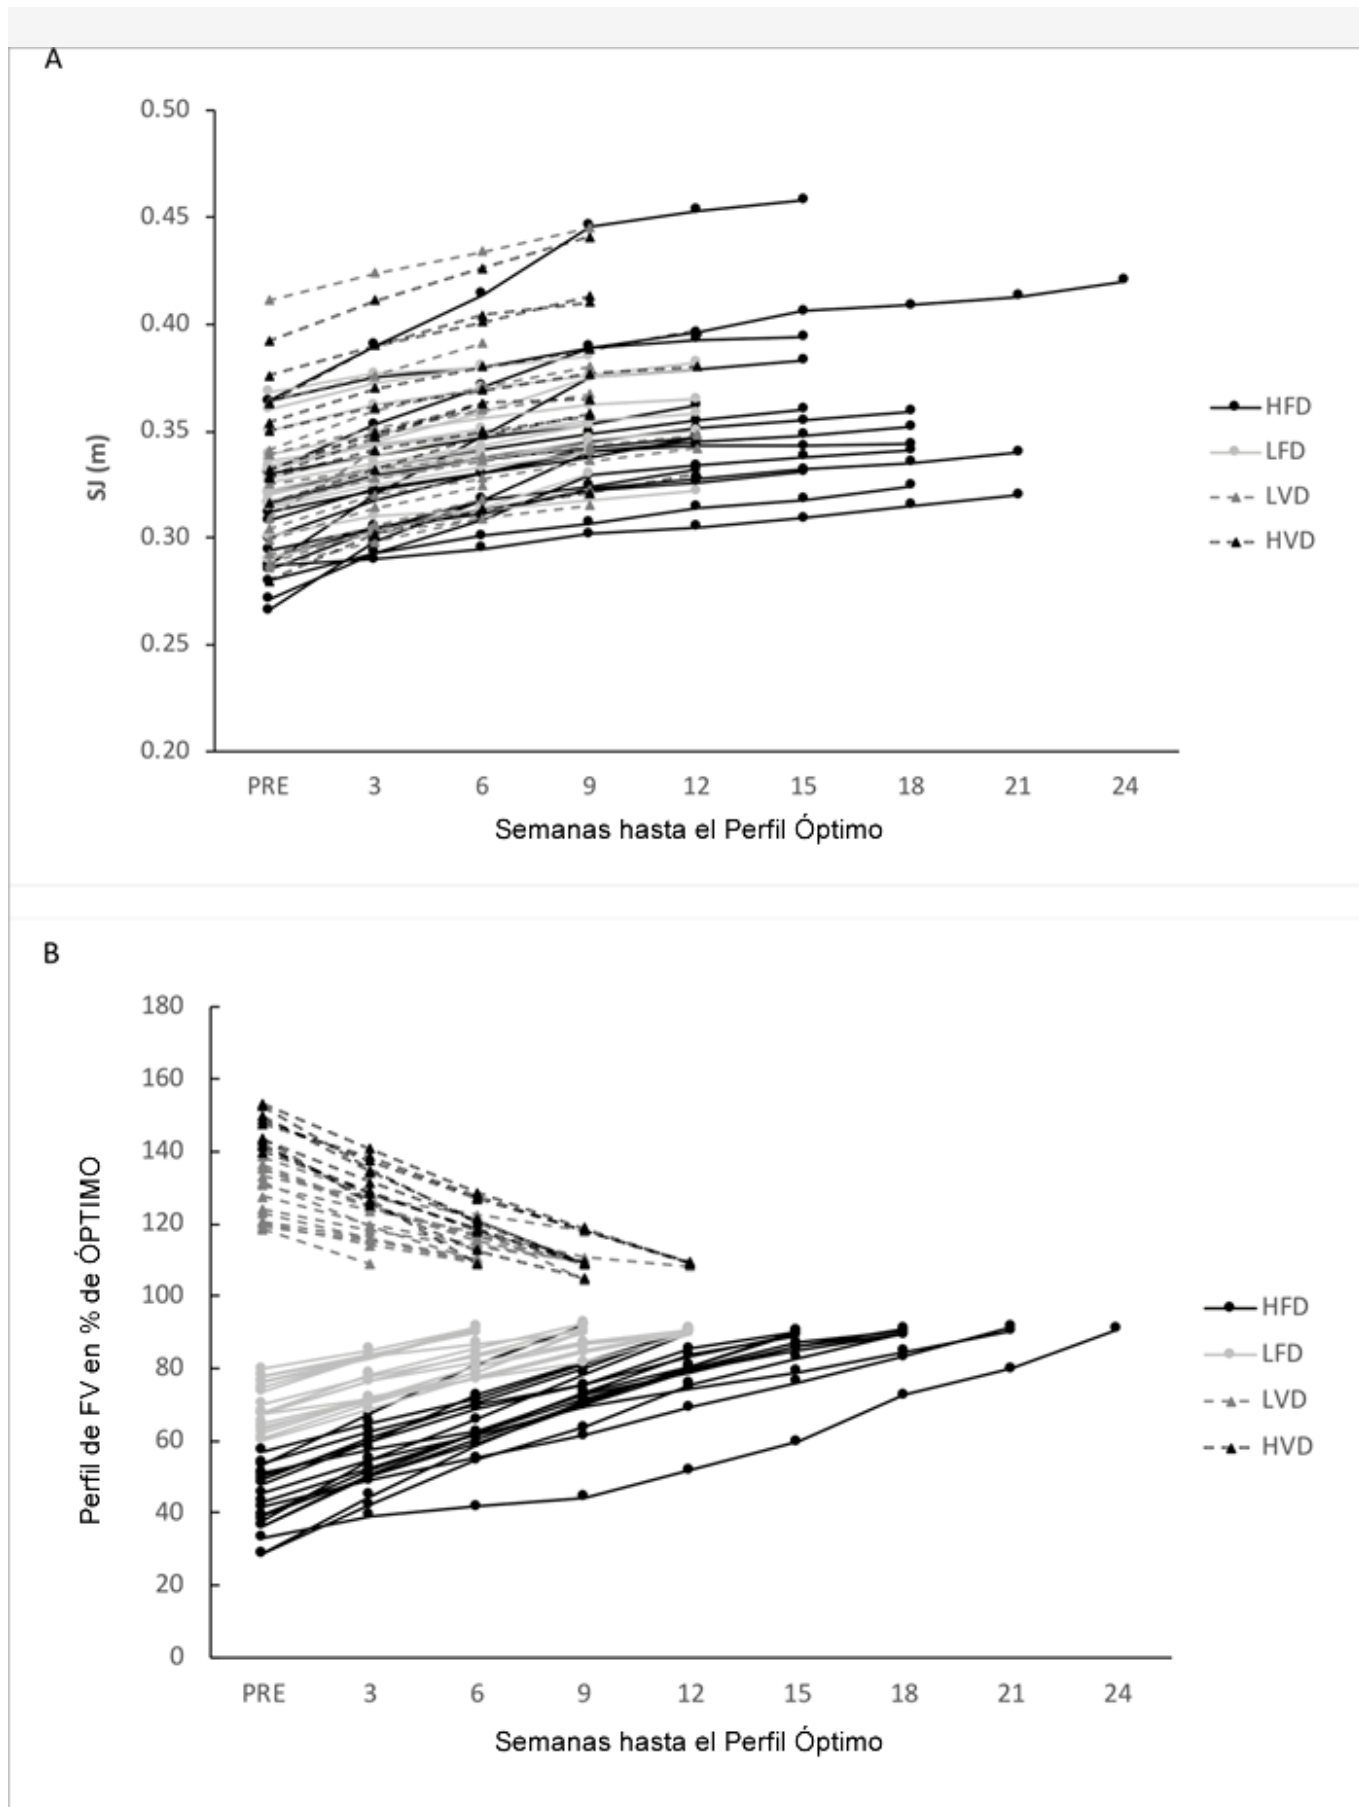 A
0.50
0.45
0.40
0.35
0.30
0.25
0.20
SJ (m)
PRE 3 6 9 12 15 18 21 24
Semanas hasta el Perfil Óptimo
HFD
LFD
LVD
HVD
B
180
160
140
120
100
80
60
40
20
0
Perfil de FV en % de ÓPTIMO
PRE 3 6 9 12 15 18 21 24
Semanas hasta el Perfil Óptimo
HFD
LFD
LVD
HVD